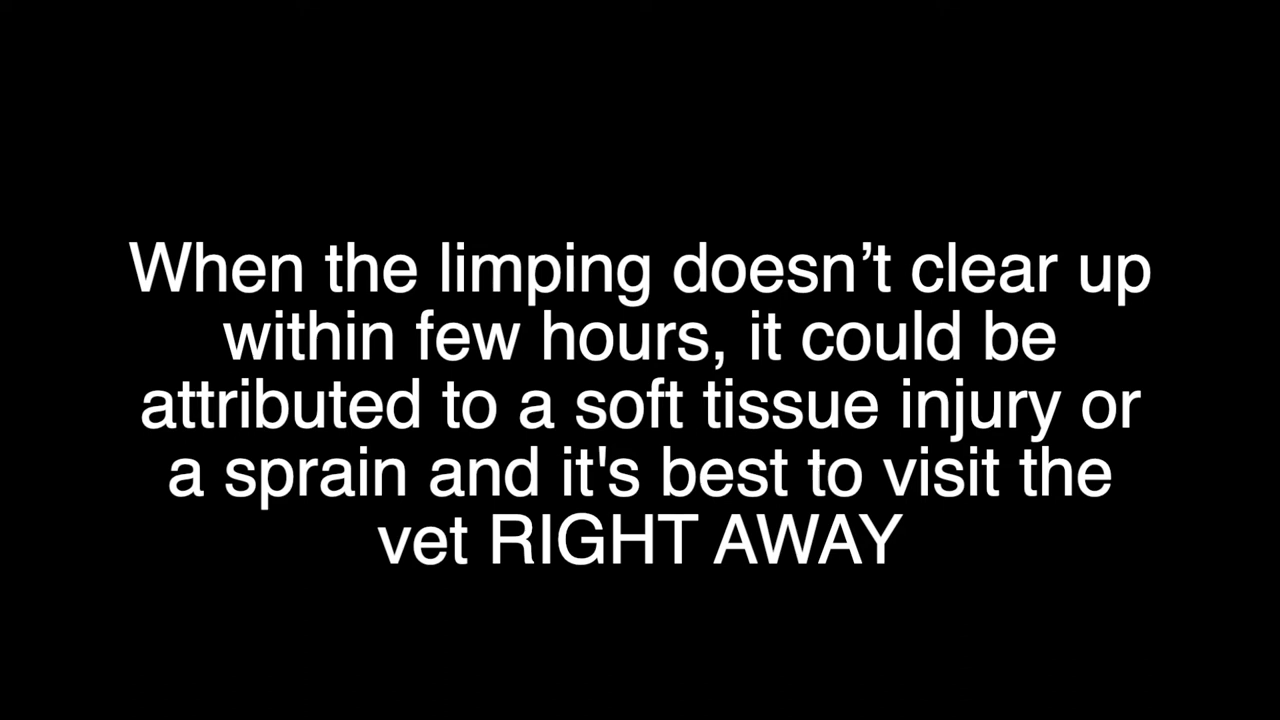 When the limping doesn’t clear up
within few hours, it could be
attributed to a soft tissue injury or
a sprain and it's best to visit the
vet RIGHT AWAY